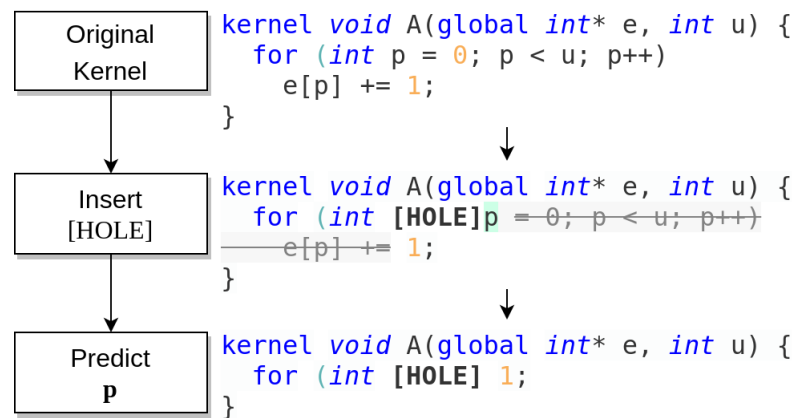 Original
Kernel
kernel void A(global int* e, int u) {
  for (int p = 0; p < u; p++)
    e[p] += 1;
}
Insert
[HOLE]
kernel void A(global int* e, int u) {
  for (int [HOLE]p = 0; p < u; p++)
    e[p] += 1;
}
Predict
p
kernel void A(global int* e, int u) {
  for (int [HOLE] 1;
}